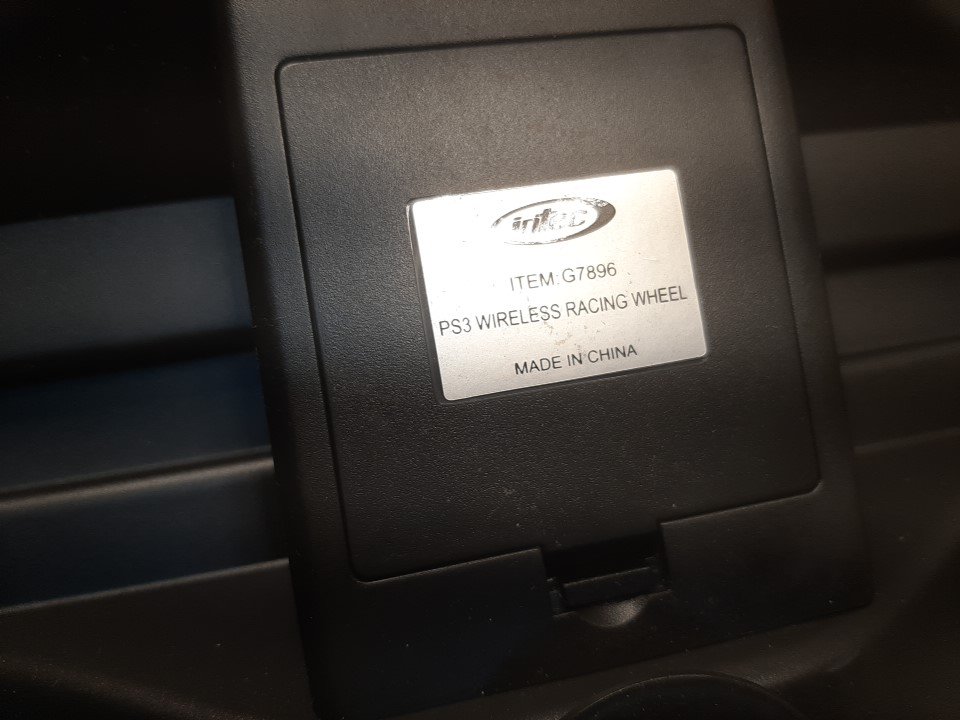 intec
ITEM:G7896
PS3 WIRELESS RACING WHEEL
MADE IN CHINA